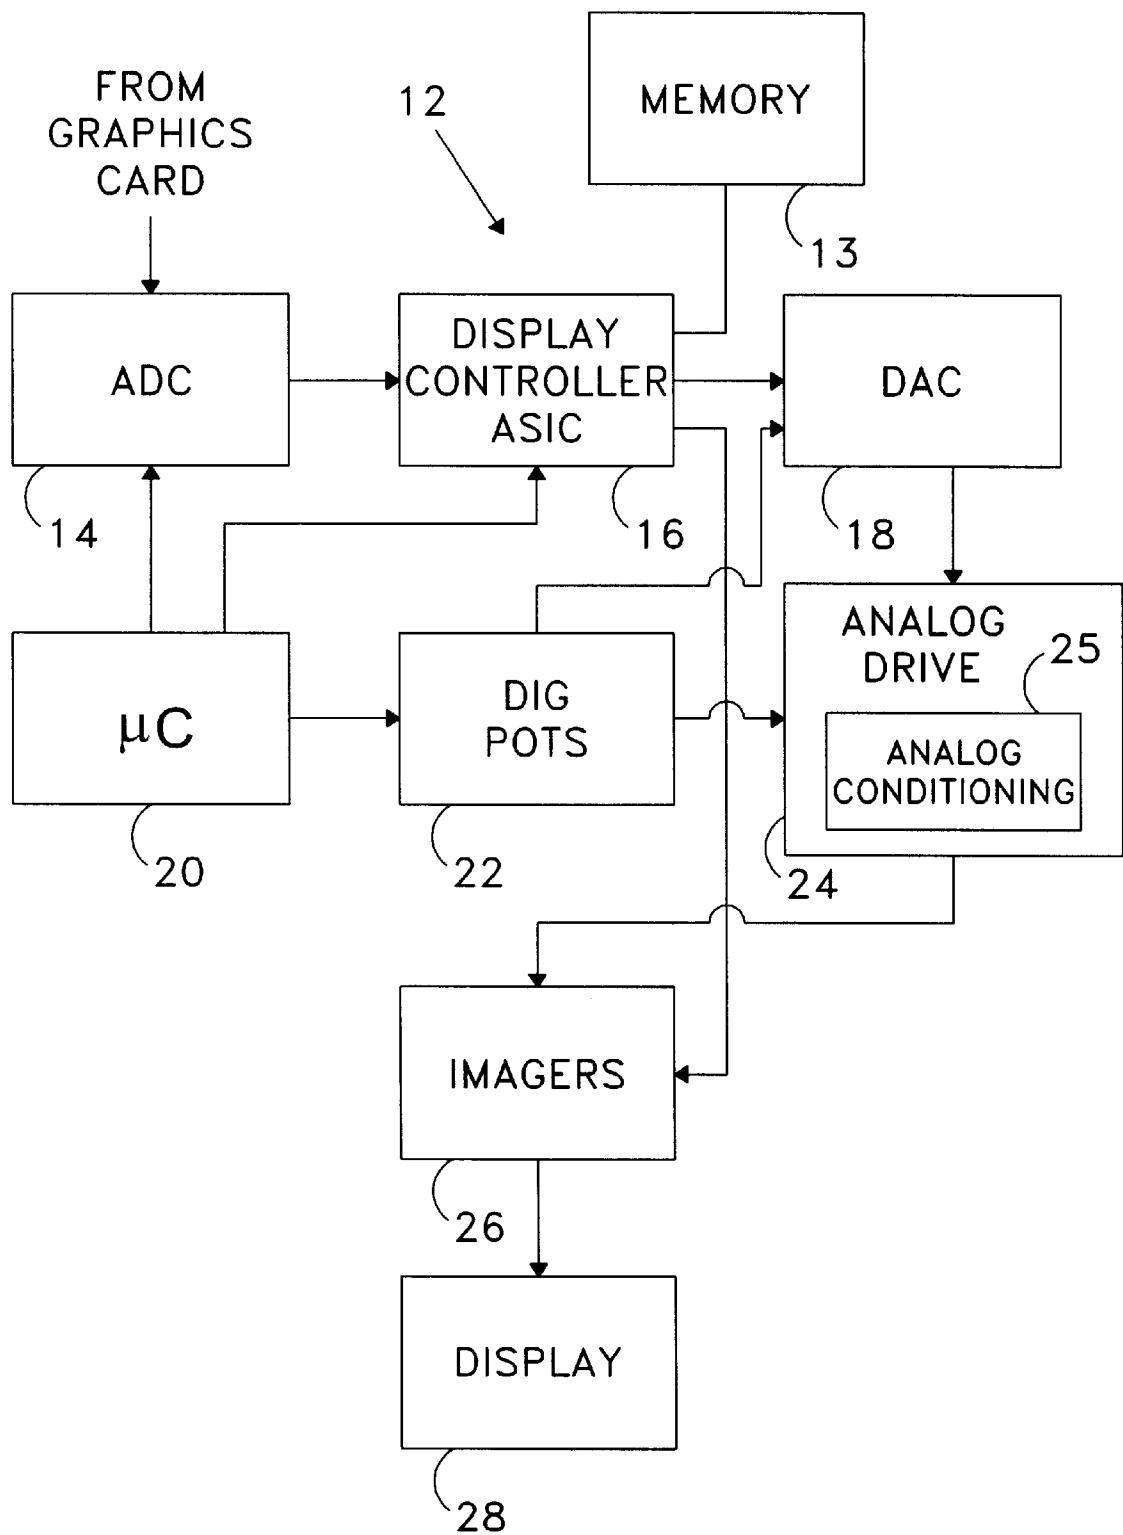 MEMORY
FROM
GRAPHICS
CARD
12
13
ADC
DISPLAY
CONTROLLER
ASIC
DAC
14
16
18
μC
DIG
POTS
ANALOG
DRIVE
25
ANALOG
CONDITIONING
20
22
24
IMAGERS
26
DISPLAY
28